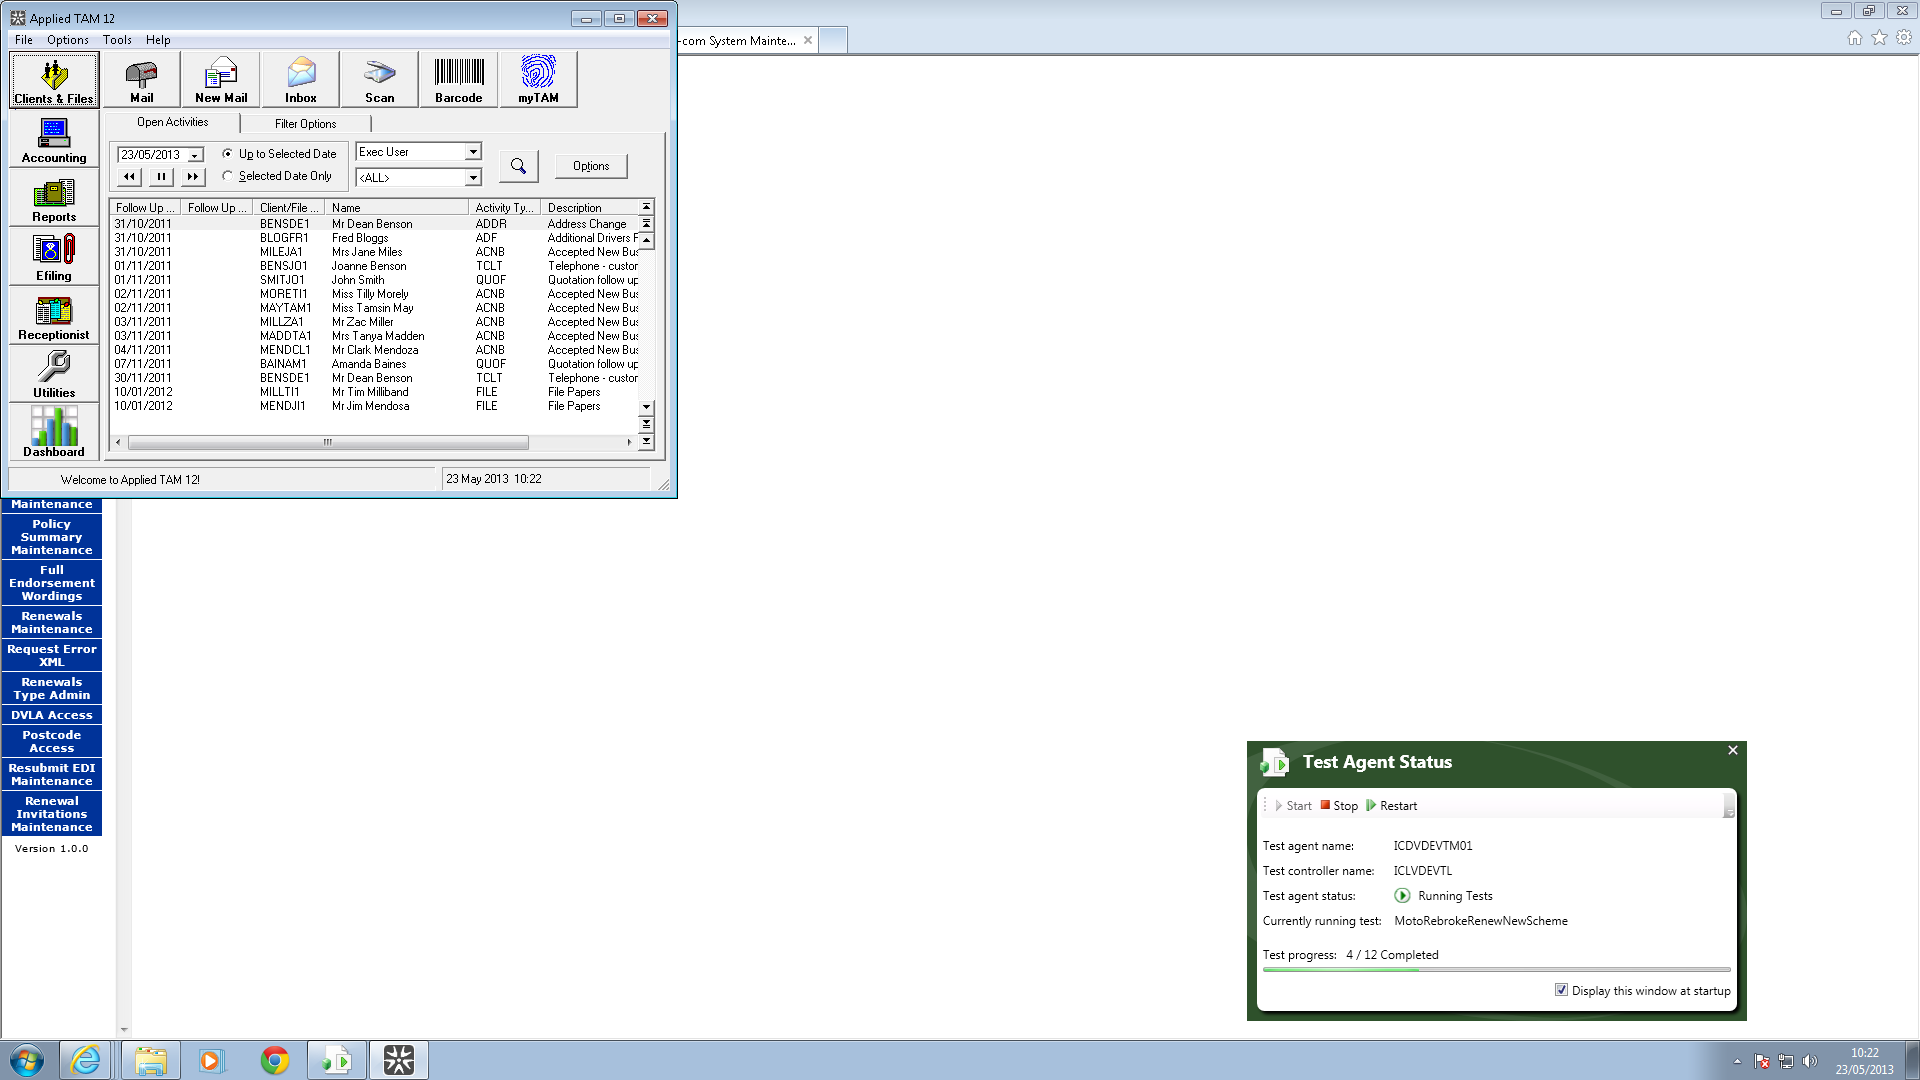 Applied TAM 12
File Options Tools Help
-com System Mainte...
Clients & Files
Mail
New Mail
Inbox
Scan
Barcode
myTAM
Accounting
Reports
Efiling
Receptionist
Utilities
Dashboard
Open Activities
Filter Options
23/05/2013
Up to Selected Date
Selected Date Only
Exec User
<ALL>
Options
Follow Up ... Follow Up ... Client/File ... Name Activity Ty... Description
31/10/2011 BENSDE1 Mr Dean Benson ADDR Address Change
31/10/2011 BLOGFR1 Fred Bloggs ADF Additional Drivers F
31/10/2011 MILEJA1 Mrs Jane Miles ACNB Accepted New Bus
01/11/2011 BENSJO1 Joanne Benson TCLT Telephone - custor
01/11/2011 SMITJO1 John Smith QUOF Quotation follow up
02/11/2011 MORETI1 Miss Tilly Morely ACNB Accepted New Bus
02/11/2011 MAYTAM1 Miss Tamsin May ACNB Accepted New Bus
03/11/2011 MILLZA1 Mr Zac Miller ACNB Accepted New Bus
03/11/2011 MADDTA1 Mrs Tanya Madden ACNB Accepted New Bus
04/11/2011 MENDCL1 Mr Clark Mendoza ACNB Accepted New Bus
07/11/2011 BAINAM1 Amanda Baines QUOF Quotation follow up
30/11/2011 BENSDE1 Mr Dean Benson TCLT Telephone - custor
10/01/2012 MILLTI1 Mr Tim Milliband FILE File Papers
10/01/2012 MENDJI1 Mr Jim Mendosa FILE File Papers
Welcome to Applied TAM 12!
23 May 2013 10:22
Maintenance
Policy
Summary
Maintenance
Full
Endorsement
Wordings
Renewals
Maintenance
Request Error
XML
Renewals
Type Admin
DVLA Access
Postcode
Access
Resubmit EDI
Maintenance
Renewal
Invitations
Maintenance
Version 1.0.0
Test Agent Status
Start Stop Restart
Test agent name: ICDVDEVTM01
Test controller name: ICLVDEVTL
Test agent status: Running Tests
Currently running test: MotoRebrokeRenewNewScheme
Test progress: 4 / 12 Completed
Display this window at startup
10:22
23/05/2013